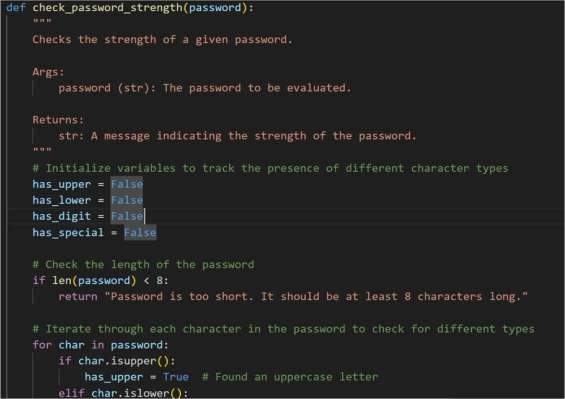 def check_password_strength(password):
"""
Checks the strength of a given password.
Args:
password (str): The password to be evaluated.
Returns:
str: A message indicating the strength of the password.
"""
# Initialize variables to track the presence of different character types
has_upper = False
has_lower = False
has_digit = False
has_special = False
# Check the length of the password
if len(password) < 8:
return "Password is too short. It should be at least 8 characters long."
# Iterate through each character in the password to check for different types
for char in password:
if char.isupper():
has_upper = True  # Found an uppercase letter
elif char.islower():